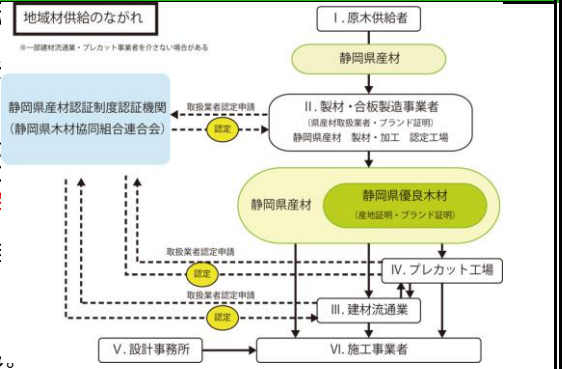 地域材供給のながれ
※一部建材流通業・プレカット事業者を介さない場合がある
Ⅰ. 原木供給者
静岡県産材
静岡県産材認証制度認証機関
(静岡県木材協同組合連合会)
取扱業者認定申請
認定
Ⅱ. 製材・合板製造事業者
(県産材取扱業者・ブランド証明)
静岡県産材 製材・加工 認定工場
静岡県産材
静岡県優良木材
(産地証明・ブランド証明)
取扱業者認定申請
認定
Ⅳ. プレカット工場
取扱業者認定申請
認定
Ⅲ. 建材流通業
Ⅴ. 設計事務所
Ⅵ. 施工事業者